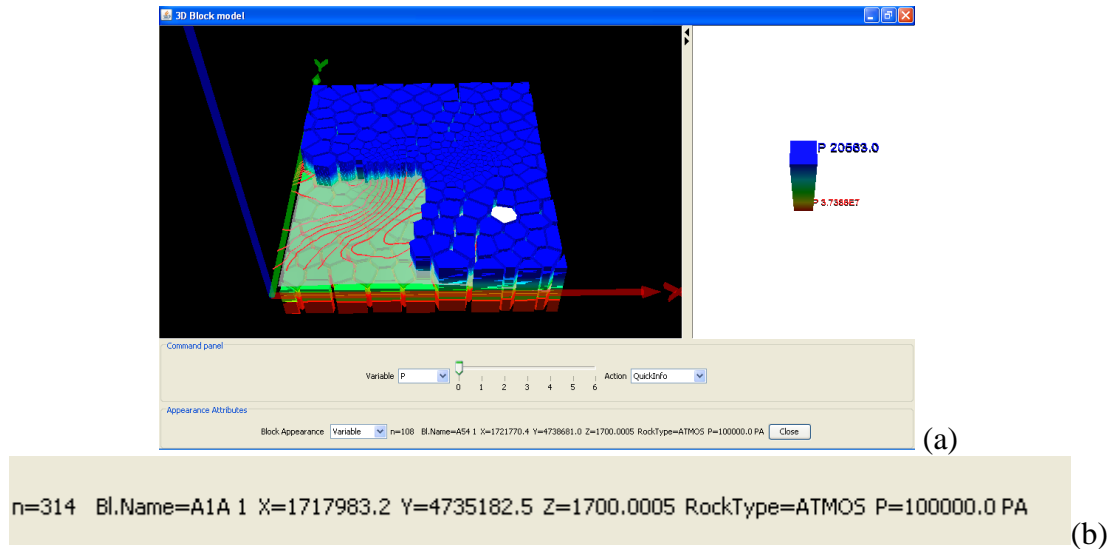 3D Block model
Y
X
P 20563.0
P 3.7386E7
Command panel
Variable P 0 1 2 3 4 5 6 Action QuickInfo
Appearance Attributes
Block Appearance Variable n=108 Bl.Name=A54 1 X=1721770.4 Y=4738681.0 Z=1700.0005 RockType=ATMOS P=100000.0 PA Close
(a)
n=314 Bl.Name=A1A 1 X=1717983.2 Y=4735182.5 Z=1700.0005 RockType=ATMOS P=100000.0 PA
(b)